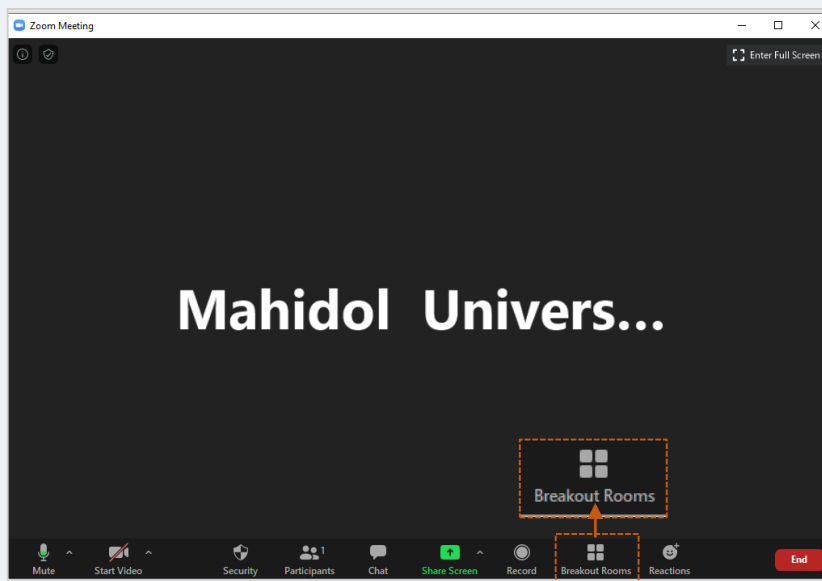 Zoom Meeting
Enter Full Screen
Mahidol Univers...
Breakout Rooms
1
Mute
Start Video
Security
Participants
Chat
Share Screen
Record
Breakout Rooms
Reactions
End